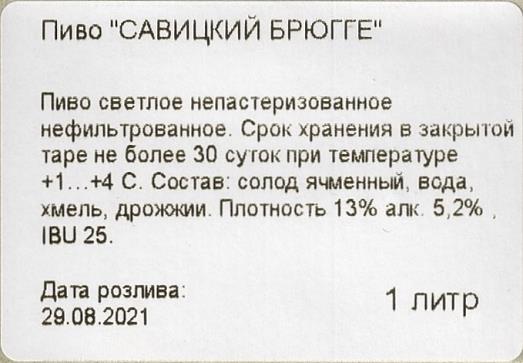 Пиво "САВИЦКИЙ БРЮГГЕ"
Пиво светлое непастеризованное
нефильтрованное. Срок хранения в закрытой
таре не более 30 суток при температуре
+1...+4 С. Состав: солод ячменный, вода,
хмель, дрожжии. Плотность 13% алк. 5,2% ,
IBU 25.
Дата розлива:
29.08.2021
1 литр